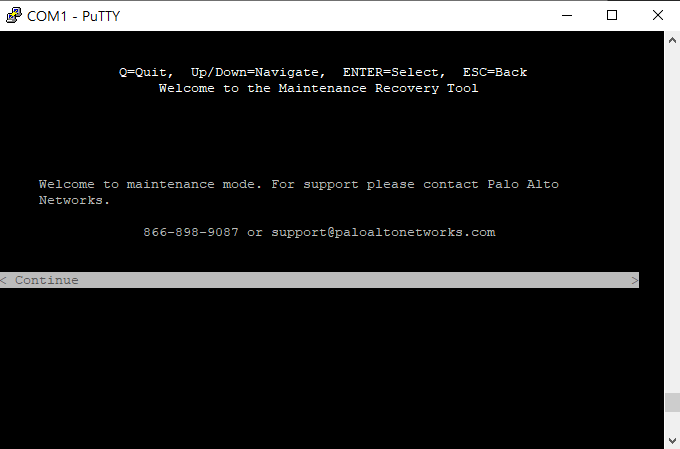 COM1 - PuTTY
Q=Quit, Up/Down=Navigate, ENTER=Select, ESC=Back
Welcome to the Maintenance Recovery Tool
Welcome to maintenance mode. For support please contact Palo Alto
Networks.
866-898-9087 or support@paloaltonetworks.com
< Continue >